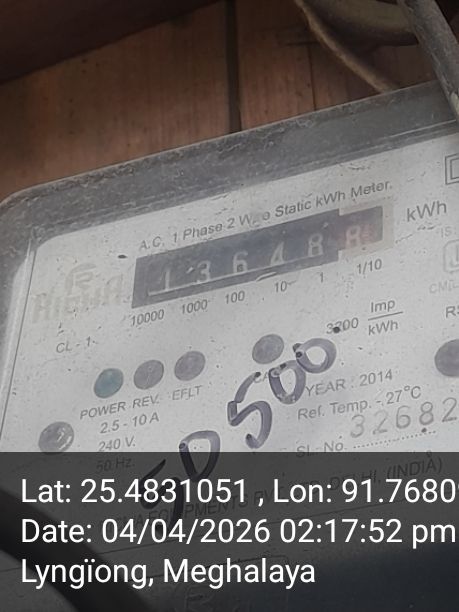 A.C. 1 Phase 2 Wire Static kWh Meter.
kWh
1 3 6 4 8 8
10000 1000 100 10 1 1/10
CL - 1
3200 Imp/kWh
POWER REV. EFLT
2.5 - 10 A
240 V.
50 Hz.
YEARː 2014
Ref. Temp. - 27°C
Sl. No. 32682
50500
DELHI, (INDIA)
Lat: 25.4831051 , Lon: 91.7680
Date: 04/04/2026 02:17:52 pm
Lyngïong, Meghalaya